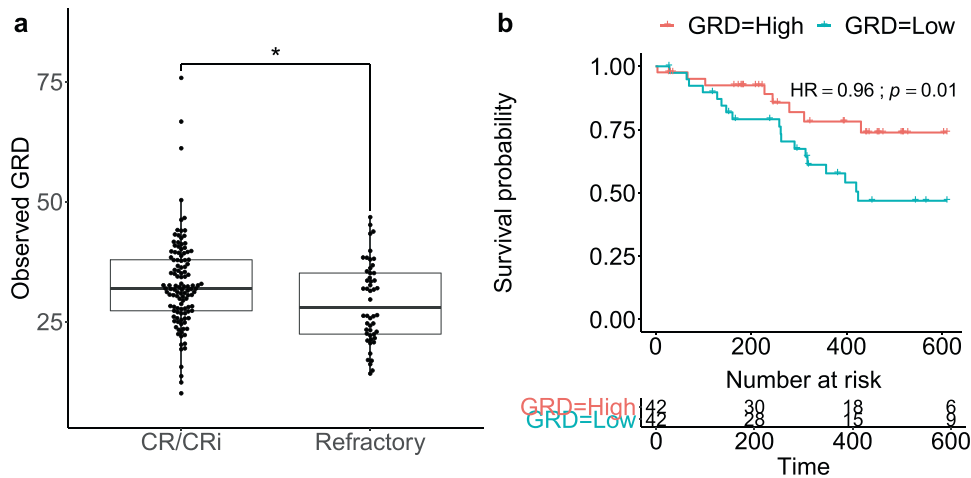 a
*
75
50
25
Observed GRD
CR/CRi Refractory
b
GRD=High GRD=Low
HR = 0.96 ; p = 0.01
1.00
0.75
0.50
0.25
0.00
Survival probability
0 200 400 600
Number at risk
GRD=High 42 30 18 6
GRD=Low 42 28 15 9
0 200 400 600
Time